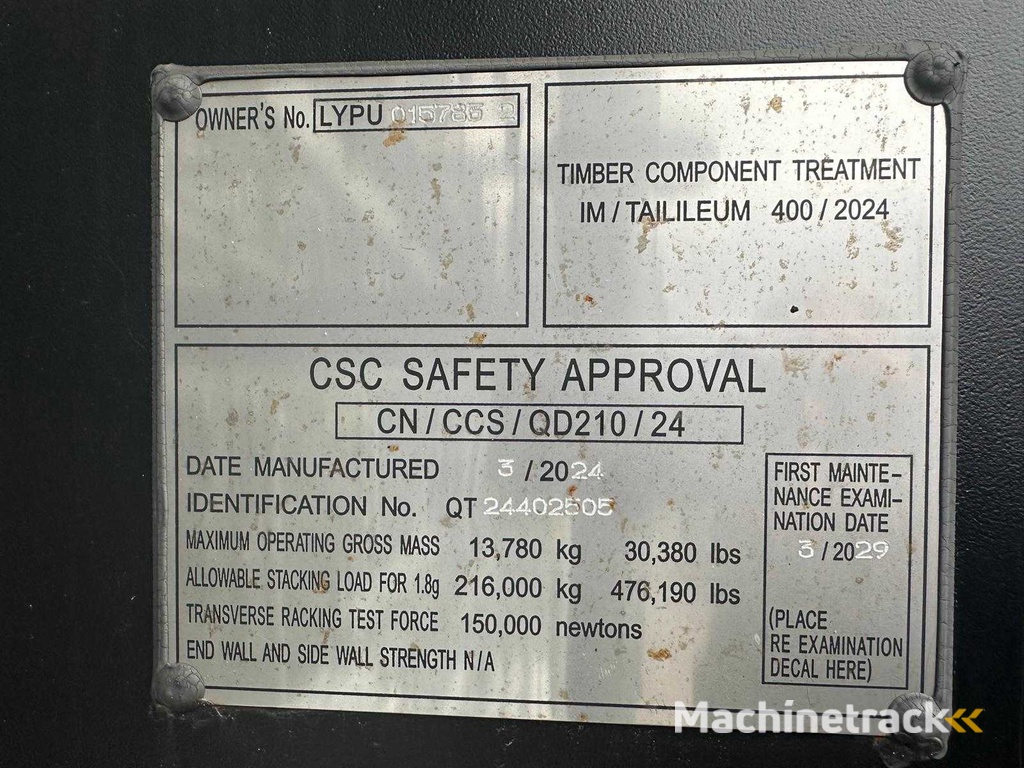 OWNER'S No. LYPU 015785 2
TIMBER COMPONENT TREATMENT
IM / TAILILEUM 400 / 2024
CSC SAFETY APPROVAL
CN / CCS / QD210 / 24
DATE MANUFACTURED 3 / 2024
IDENTIFICATION No. QT 24402505
MAXIMUM OPERATING GROSS MASS 13,780 kg 30,380 lbs
ALLOWABLE STACKING LOAD FOR 1.8g 216,000 kg 476,190 lbs
TRANSVERSE RACKING TEST FORCE 150,000 newtons
END WALL AND SIDE WALL STRENGTH N/A
FIRST MAINTE-
NANCE EXAMI-
NATION DATE
3 / 2029
(PLACE
RE EXAMINATION
DECAL HERE)
Machinetrack